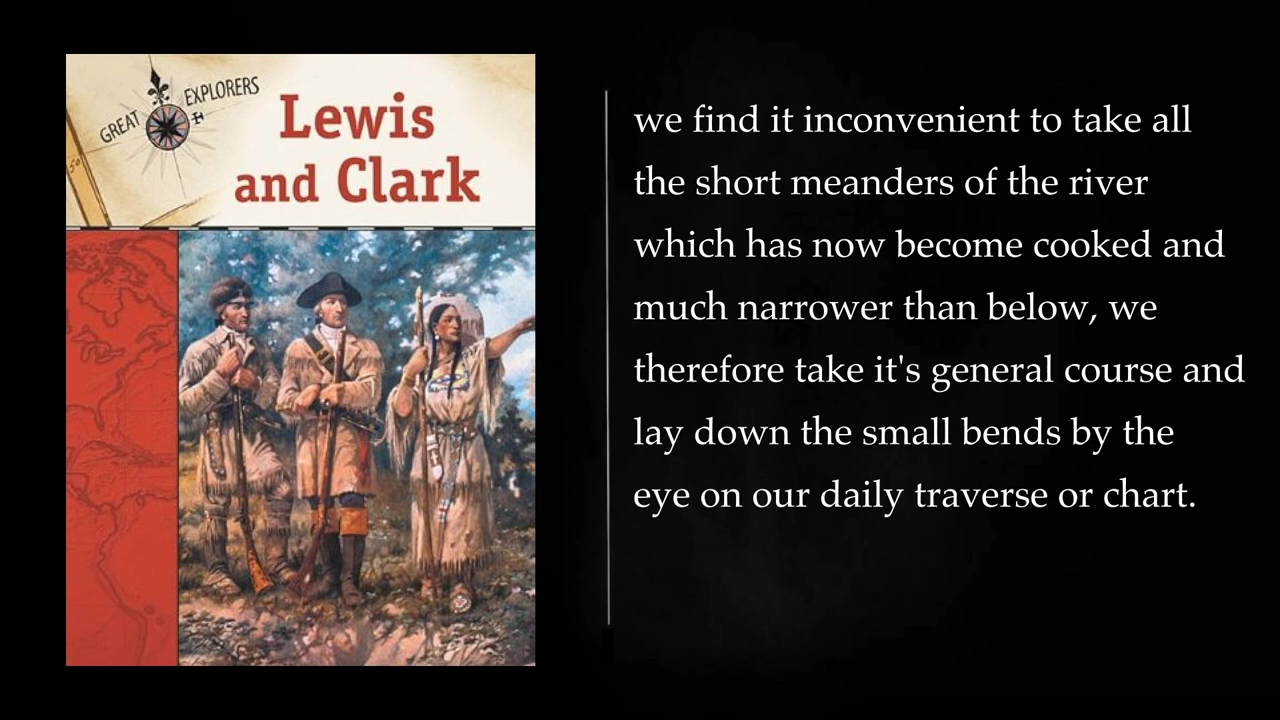 GREAT EXPLORERS
Lewis
and Clark
50
we find it inconvenient to take all
the short meanders of the river
which has now become cooked and
much narrower than below, we
therefore take it's general course and
lay down the small bends by the
eye on our daily traverse or chart.